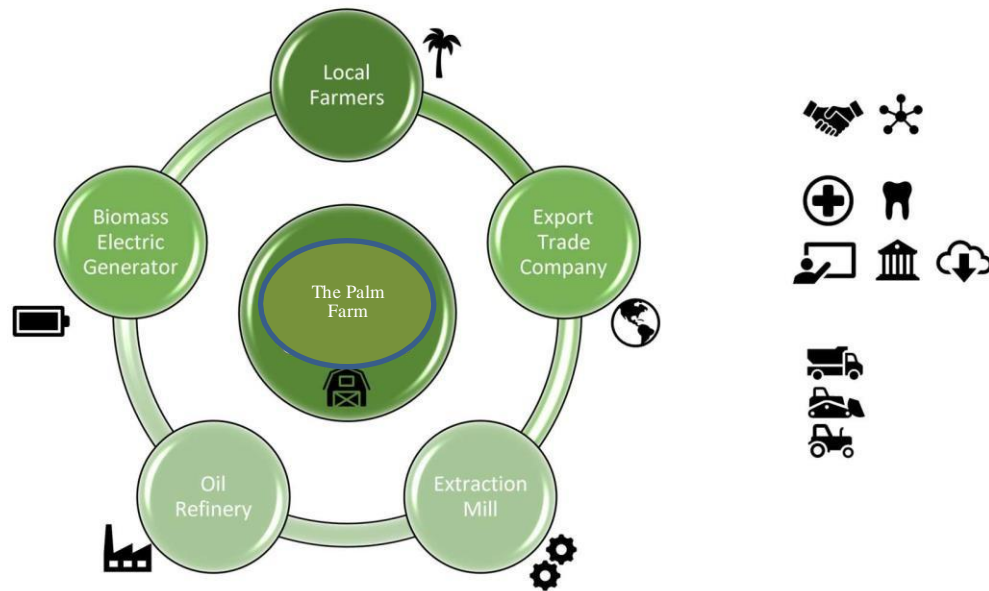 Local
Farmers
Biomass
Electric
Generator
Export
Trade
Company
The Palm
Farm
Oil
Refinery
Extraction
Mill